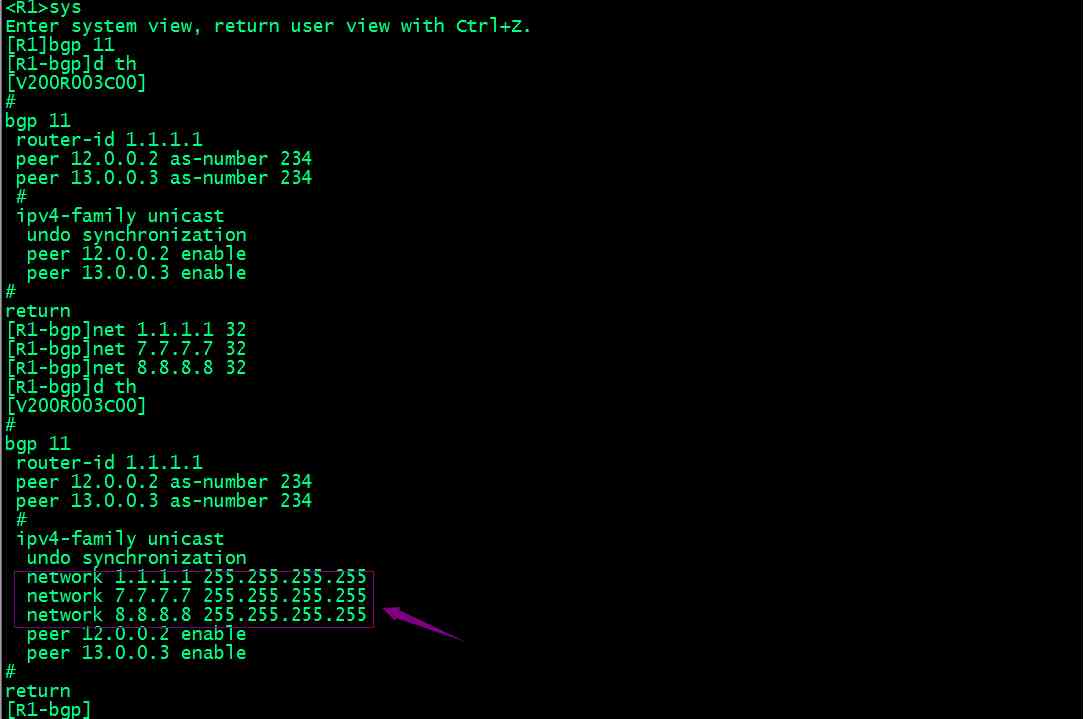 <R1>sys
Enter system view, return user view with Ctrl+Z.
[R1]bgp 11
[R1-bgp]d th
[V200R003C00]
#
bgp 11
 router-id 1.1.1.1
 peer 12.0.0.2 as-number 234
 peer 13.0.0.3 as-number 234
 #
 ipv4-family unicast
  undo synchronization
  peer 12.0.0.2 enable
  peer 13.0.0.3 enable
#
return
[R1-bgp]net 1.1.1.1 32
[R1-bgp]net 7.7.7.7 32
[R1-bgp]net 8.8.8.8 32
[R1-bgp]d th
[V200R003C00]
#
bgp 11
 router-id 1.1.1.1
 peer 12.0.0.2 as-number 234
 peer 13.0.0.3 as-number 234
 #
 ipv4-family unicast
  undo synchronization
  network 1.1.1.1 255.255.255.255
  network 7.7.7.7 255.255.255.255
  network 8.8.8.8 255.255.255.255
  peer 12.0.0.2 enable
  peer 13.0.0.3 enable
#
return
[R1-bgp]